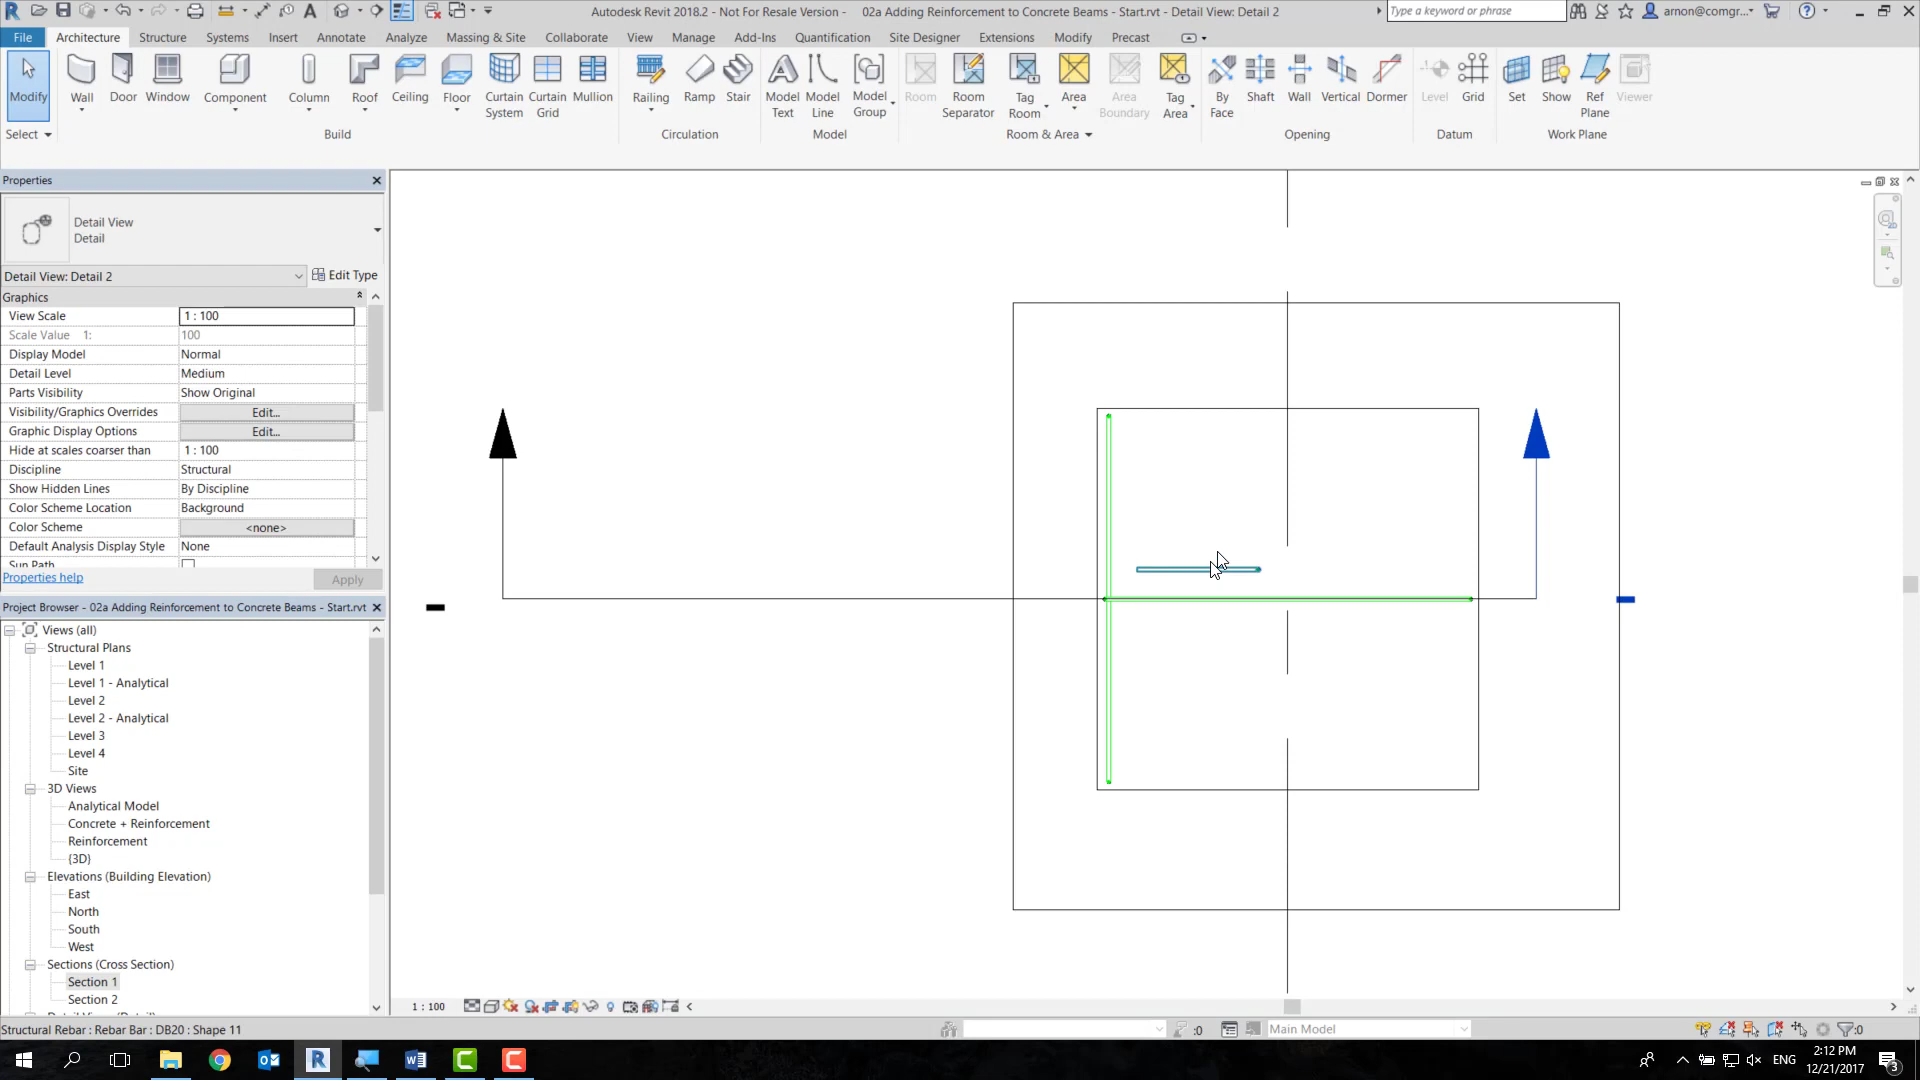 Autodesk Revit 2018.2 - Not For Resale Version - 02a Adding Reinforcement to Concrete Beams - Start.rvt - Detail View: Detail 2
Type a keyword or phrase
arnon@comgr...
File Architecture Structure Systems Insert Annotate Analyze Massing & Site Collaborate View Manage Add-Ins Quantification Site Designer Extensions Modify Precast
Modify Wall Door Window Component Column Roof Ceiling Floor Curtain System Curtain Grid Mullion Railing Ramp Stair Model Text Model Line Model Group Room Room Separator Tag Room Area Area Boundary Tag Area By Face Shaft Wall Vertical Dormer Level Grid Set Show Ref Plane Viewer
Select Build Circulation Model Room & Area Opening Datum Work Plane
Properties
Detail View
Detail
Detail View: Detail 2 Edit Type
Graphics
View Scale 1 : 100
Scale Value 1: 100
Display Model Normal
Detail Level Medium
Parts Visibility Show Original
Visibility/Graphics Overrides Edit...
Graphic Display Options Edit...
Hide at scales coarser than 1 : 100
Discipline Structural
Show Hidden Lines By Discipline
Color Scheme Location Background
Color Scheme <none>
Default Analysis Display Style None
Sun Path
Properties help Apply
Project Browser - 02a Adding Reinforcement to Concrete Beams - Start.rvt
Views (all)
Structural Plans
Level 1
Level 1 - Analytical
Level 2
Level 2 - Analytical
Level 3
Level 4
Site
3D Views
Analytical Model
Concrete + Reinforcement
Reinforcement
{3D}
Elevations (Building Elevation)
East
North
South
West
Sections (Cross Section)
Section 1
Section 2
1 : 100
Structural Rebar : Rebar Bar : DB20 : Shape 11
:0
Main Model
:0
ENG
2:12 PM
12/21/2017
3